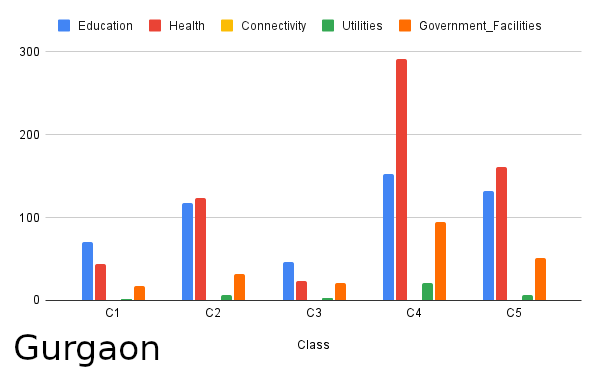 Education Health Connectivity Utilities Government_Facilities
300
200
100
0
C1 C2 C3 C4 C5
Class
Gurgaon